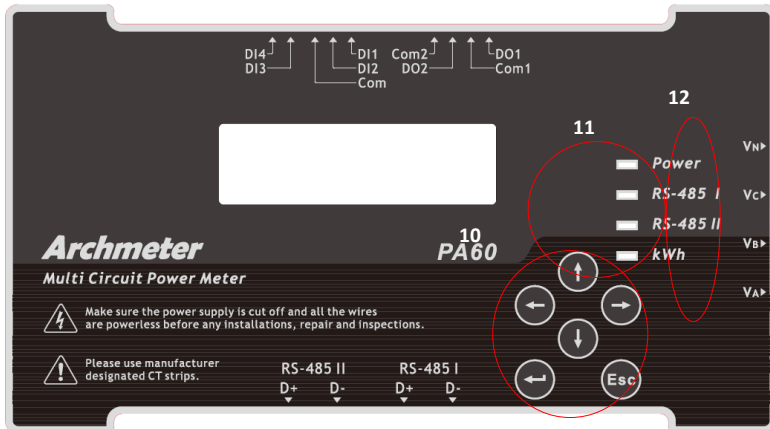 DI4 DI1 Com2 DO1
DI3 DI2 DO2 Com1
Com
12
11
VN
Power
RS-485 I
VC
RS-485 II
10
Archmeter PA60
VB
kWh
Multi Circuit Power Meter
VA
Make sure the power supply is cut off and all the wires
are powerless before any installations, repair and inspections.
Please use manufacturer
designated CT strips.
RS-485 II RS-485 I
D+ D- D+ D-
Esc